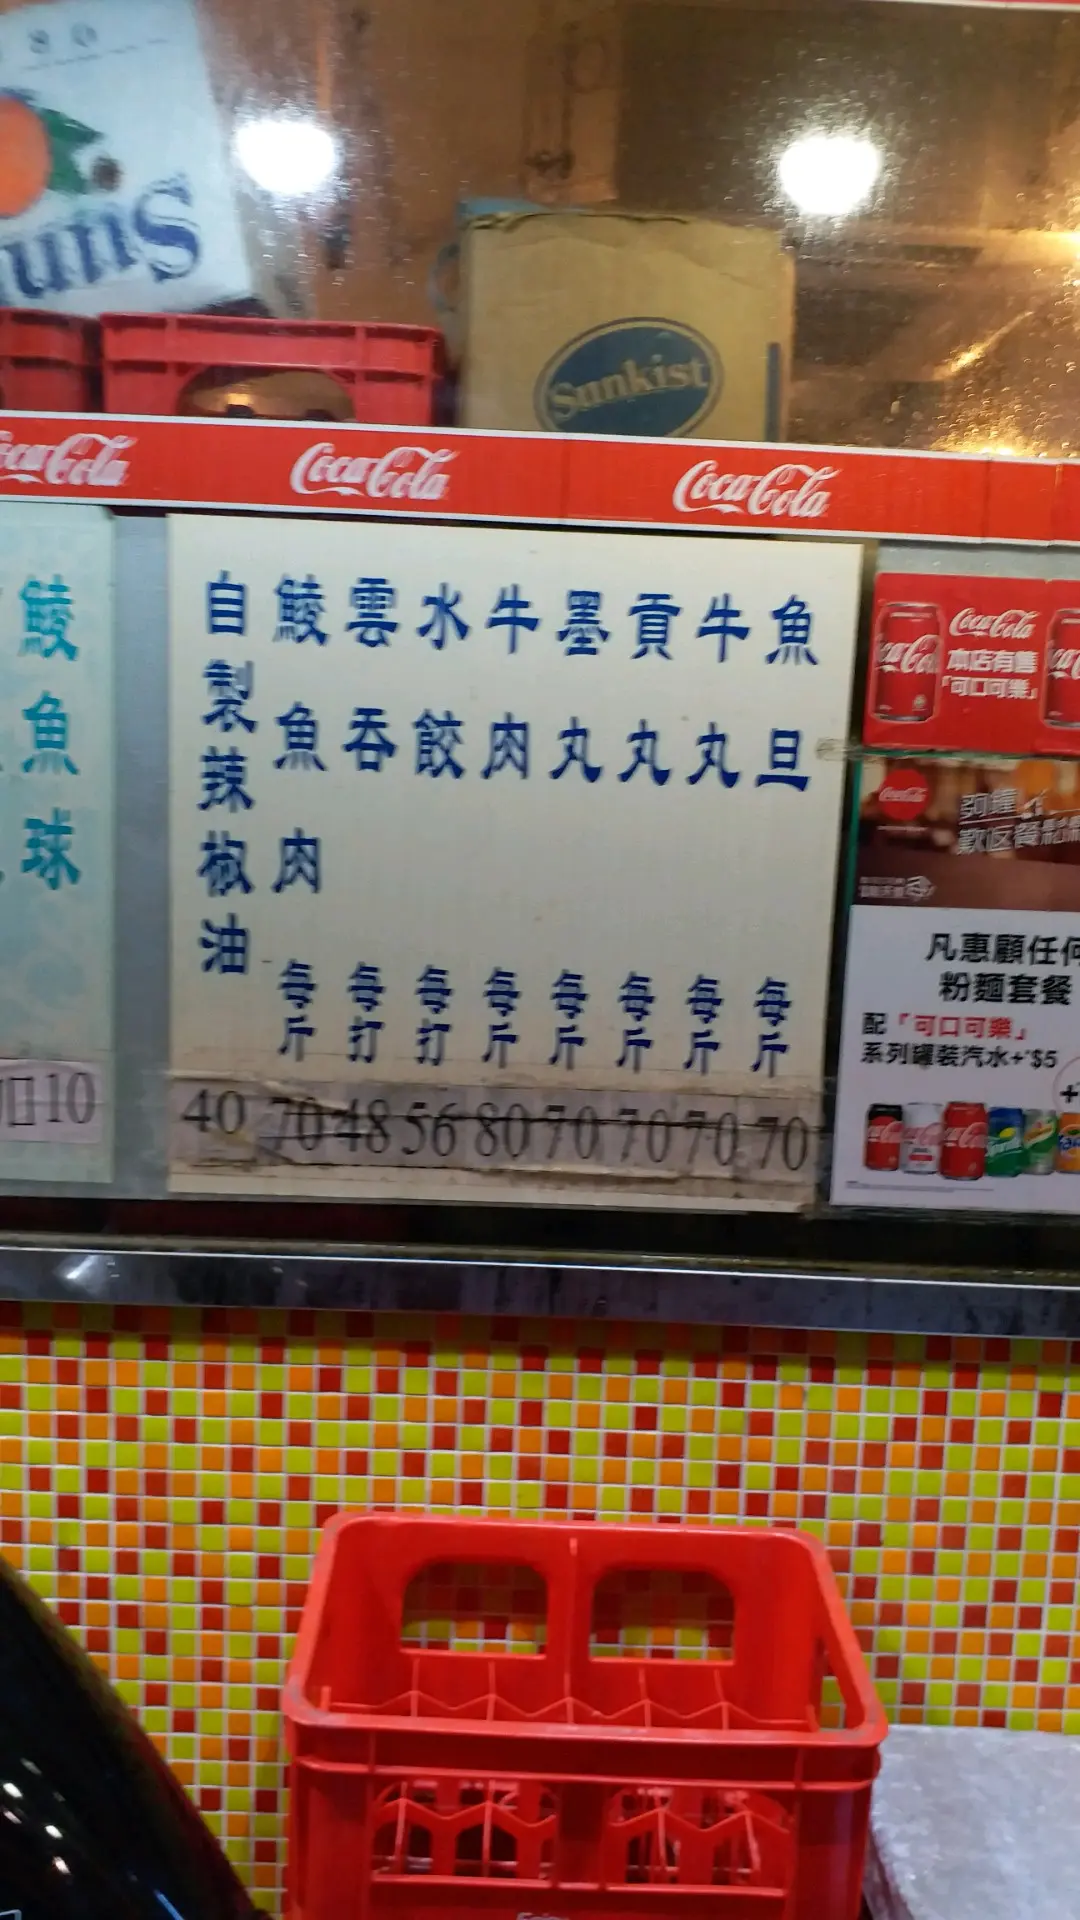 Sunkist
Coca-Cola
Coca-Cola
Coca-Cola
魚旦 每斤 70
牛丸 每斤 70
貢丸 每斤 70
墨丸 每斤 70
牛肉 每斤 80
水餃 每打 56
雲吞 每打 48
鯪魚肉 每斤 70
自製辣椒油 40
鯪魚球
10
Coca-Cola
本店有售
「可口可樂」
凡惠顧任何
粉麵套餐
配「可口可樂」
系列罐裝汽水+$5